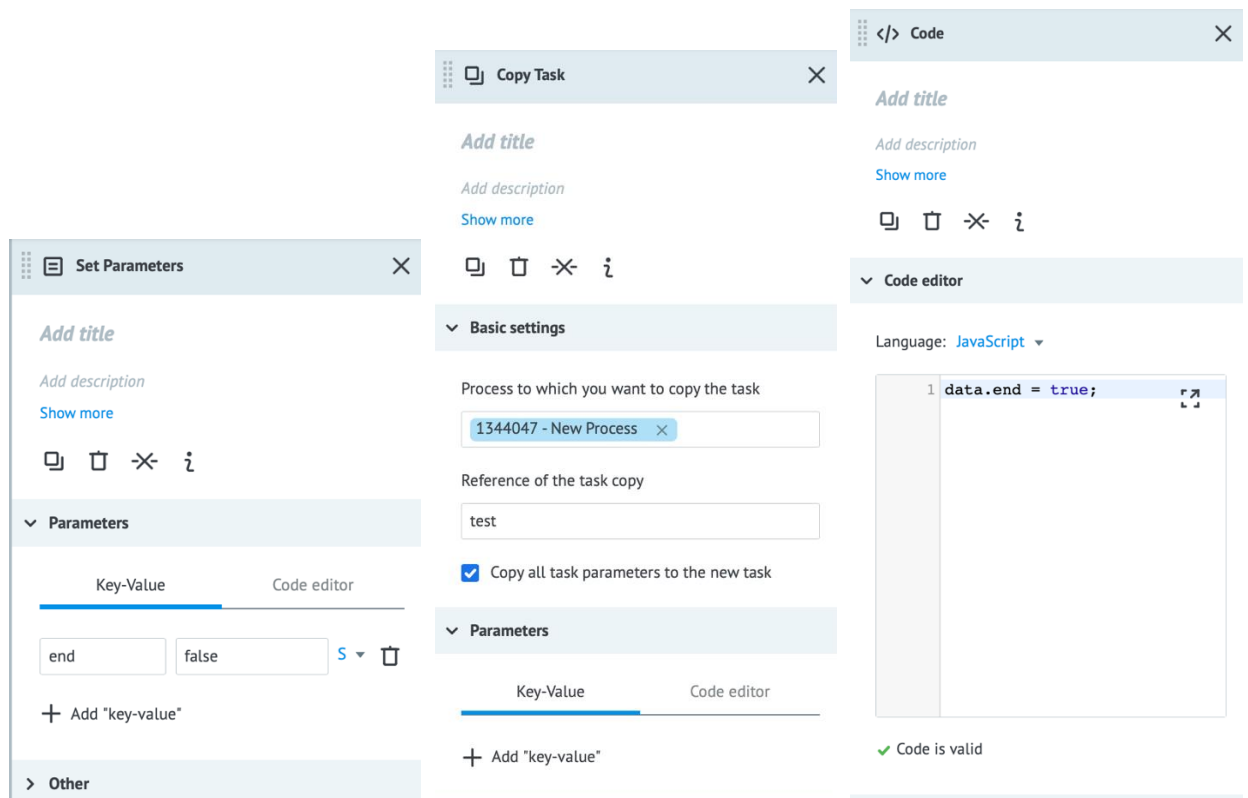 Set Parameters
Add title
Add description
Show more
Parameters
Key-Value Code editor
end false S
Add "key-value"
Other
Copy Task
Add title
Add description
Show more
Basic settings
Process to which you want to copy the task
1344047 - New Process
Reference of the task copy
test
Copy all task parameters to the new task
Parameters
Key-Value Code editor
Add "key-value"
Code
Add title
Add description
Show more
Code editor
Language: JavaScript
1 data.end = true;
Code is valid